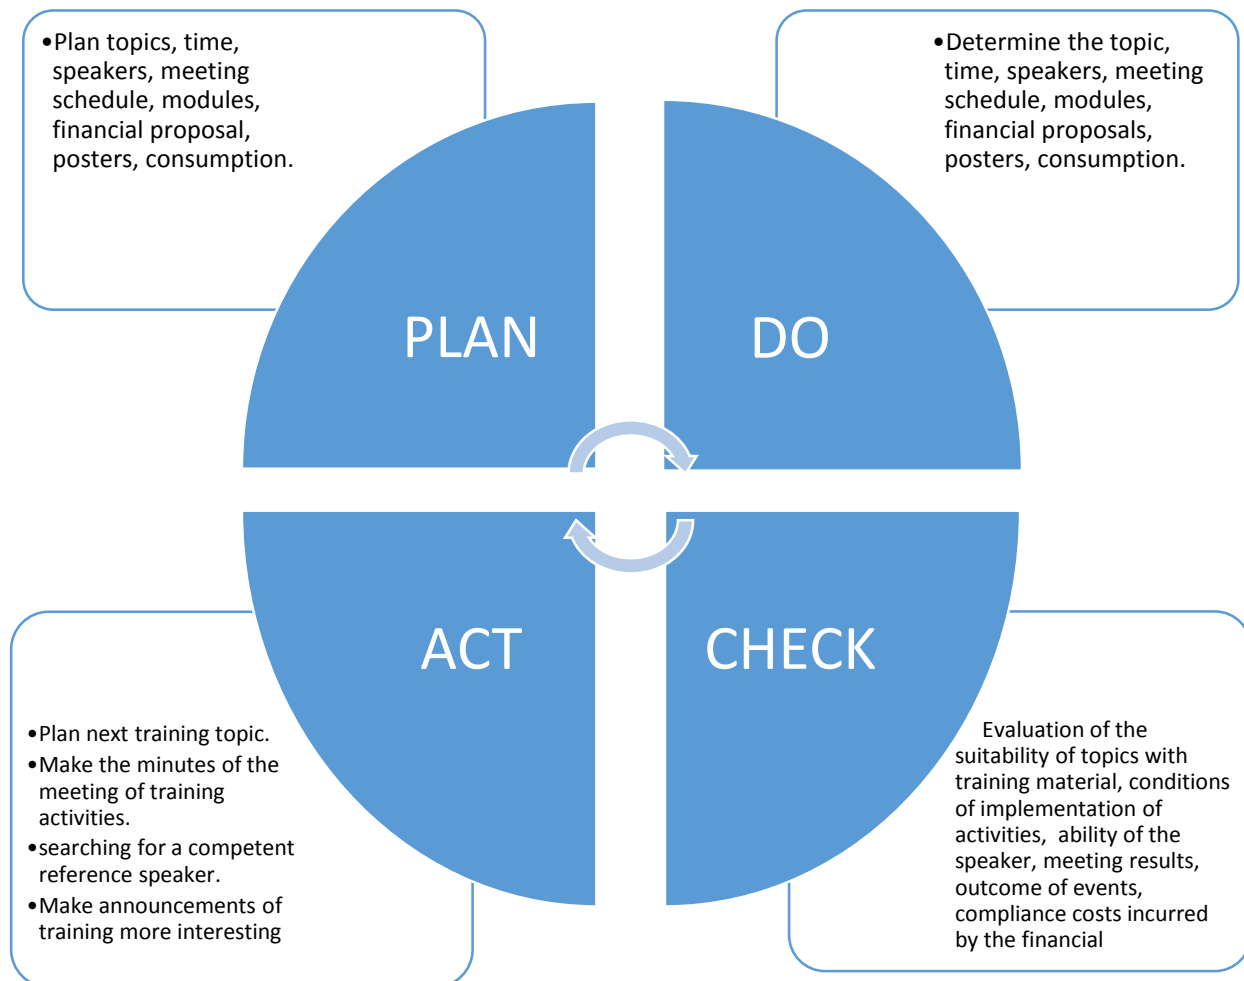 •Plan topics, time,
speakers, meeting
schedule, modules,
financial proposal,
posters, consumption.
•Determine the topic,
time, speakers, meeting
schedule, modules,
financial proposals,
posters, consumption.
PLAN
DO
ACT
CHECK
•Plan next training topic.
•Make the minutes of the
meeting of training
activities.
•searching for a competent
reference speaker.
•Make announcements of
training more interesting
Evaluation of the
suitability of topics with
training material, conditions
of implementation of
activities,  ability of the
speaker, meeting results,
outcome of events,
compliance costs incurred
by the financial